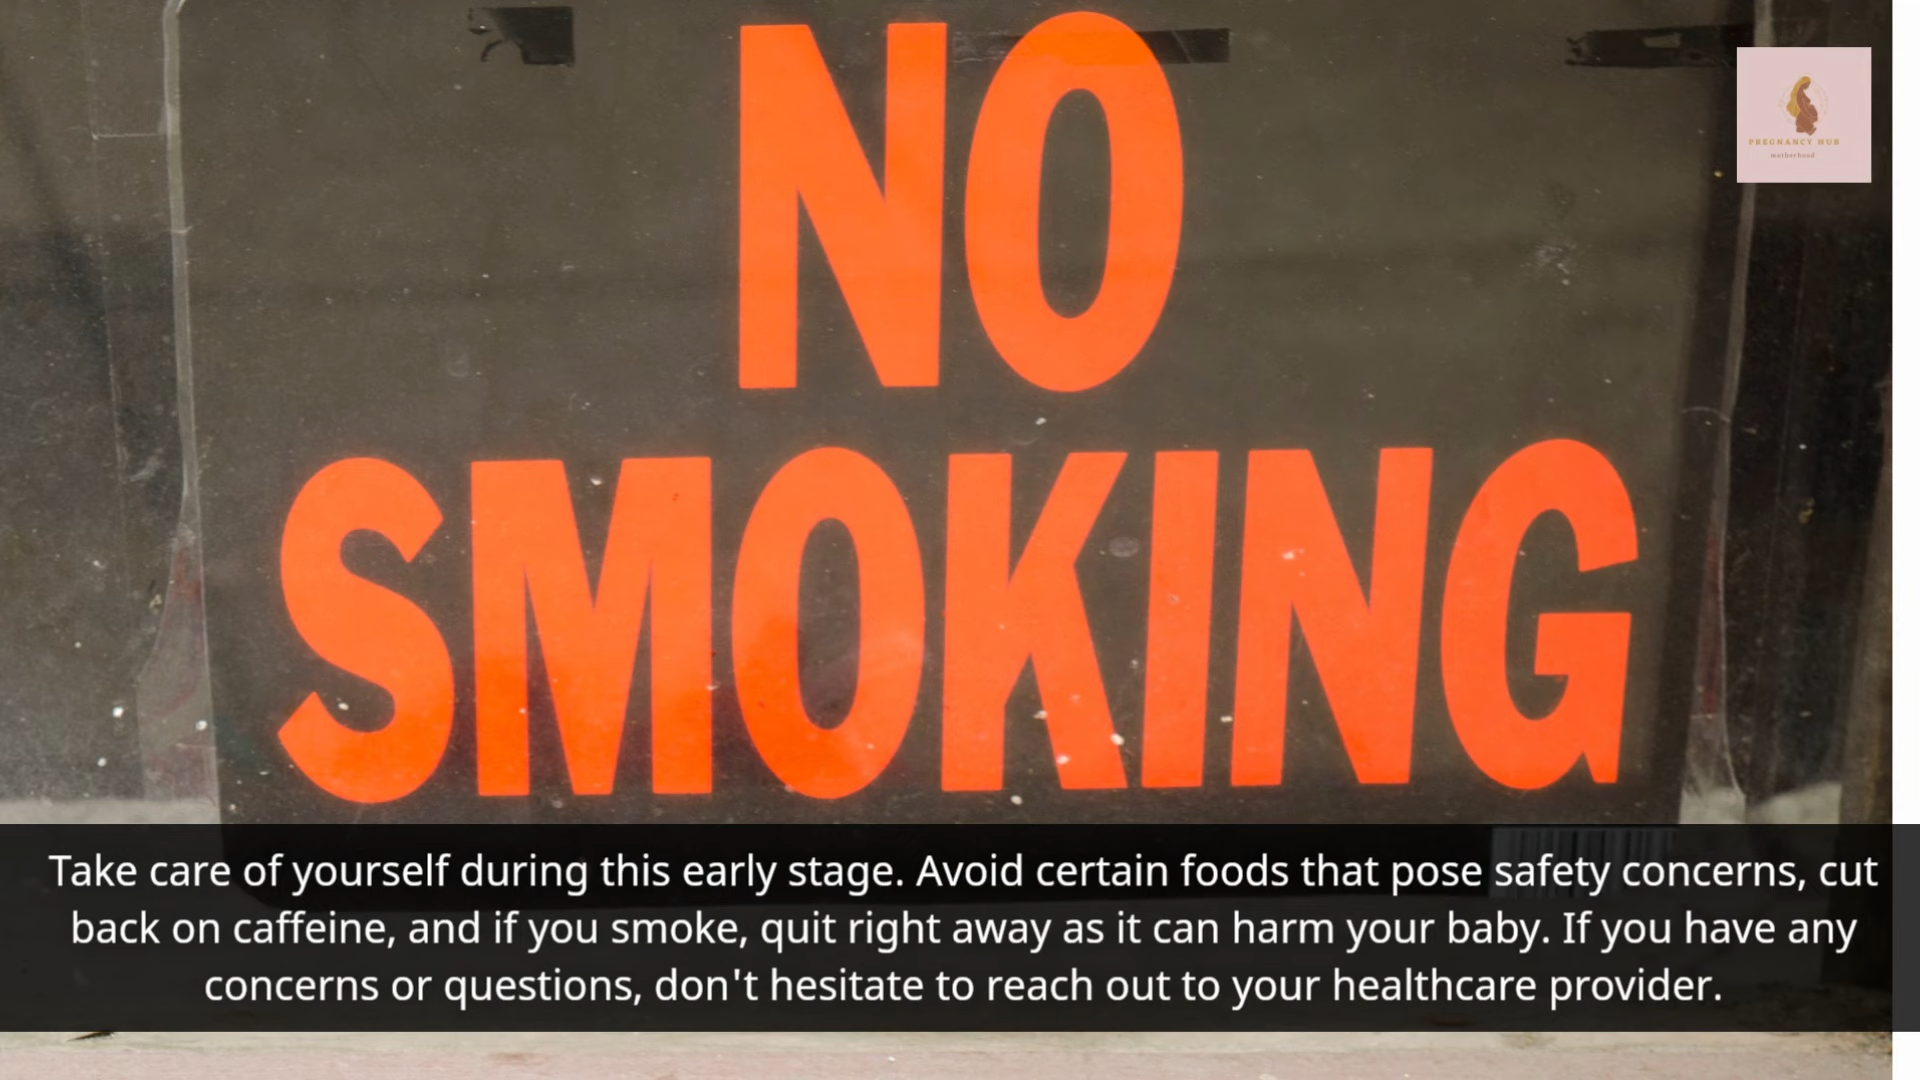 NO
SMOKING
PREGNANCY HUB
motherhood
Take care of yourself during this early stage. Avoid certain foods that pose safety concerns, cut
back on caffeine, and if you smoke, quit right away as it can harm your baby. If you have any
concerns or questions, don't hesitate to reach out to your healthcare provider.